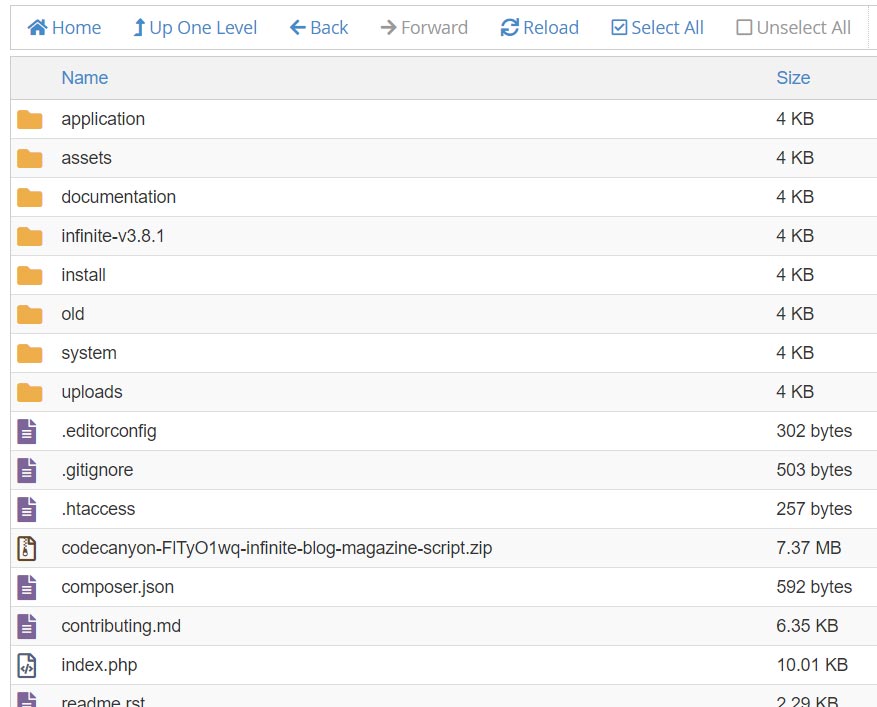 Home Up One Level Back Forward Reload Select All Unselect All
Name Size
application 4 KB
assets 4 KB
documentation 4 KB
infinite-v3.8.1 4 KB
install 4 KB
old 4 KB
system 4 KB
uploads 4 KB
.editorconfig 302 bytes
.gitignore 503 bytes
.htaccess 257 bytes
codecanyon-FlTyO1wq-infinite-blog-magazine-script.zip 7.37 MB
composer.json 592 bytes
contributing.md 6.35 KB
index.php 10.01 KB
readme.rst 2.29 KB